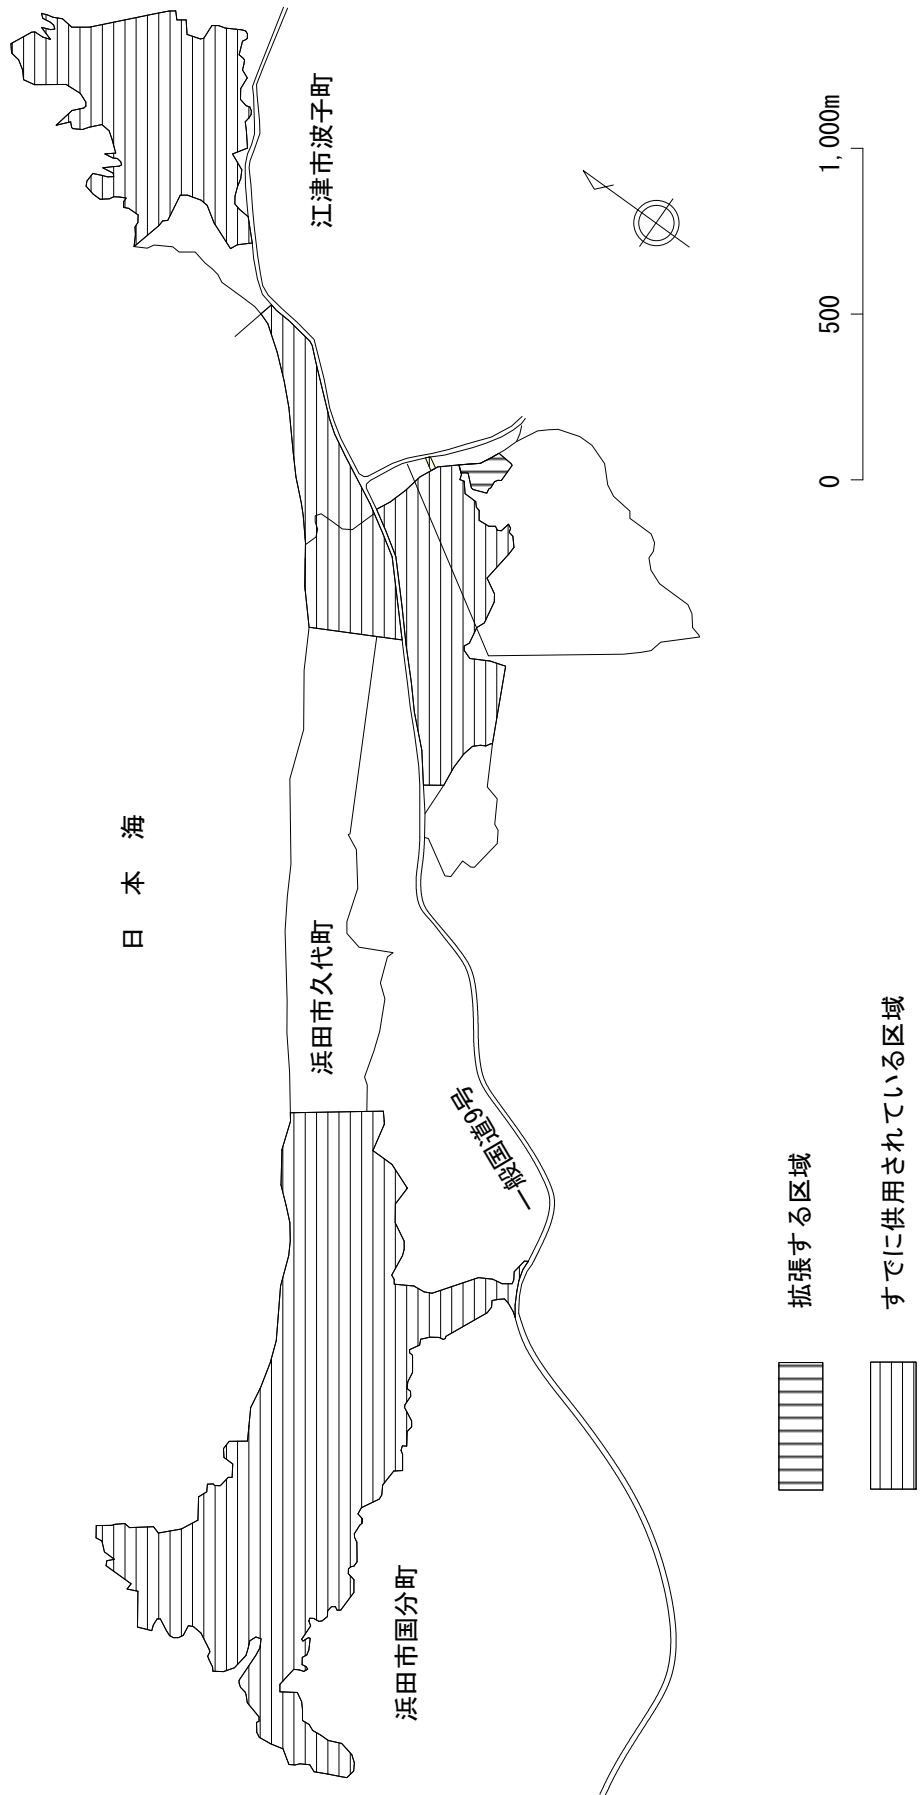 江津市波子町
日本海
浜田市久代町
一般国道9号
浜田市国分町
0 500 1,000m
拡張する区域
すでに供用されている区域